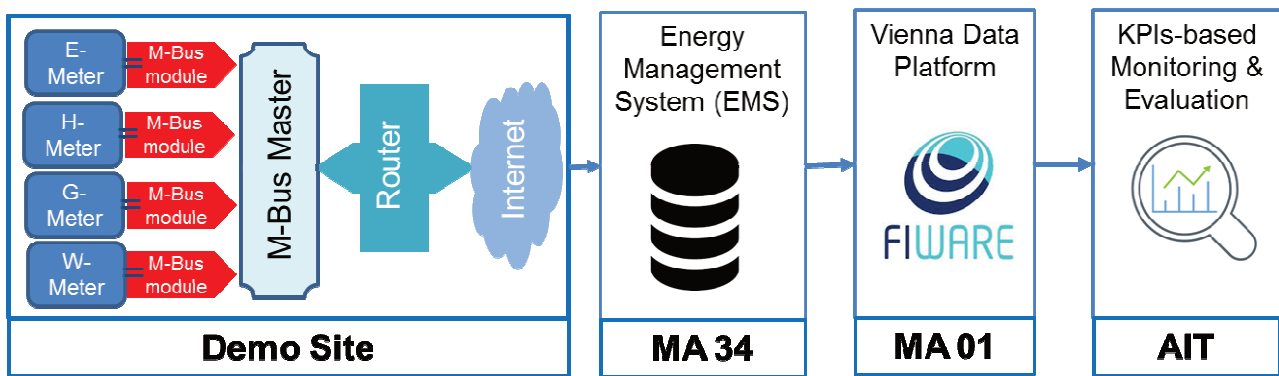 E-
Meter
M-Bus
module
H-
Meter
M-Bus
module
G-
Meter
M-Bus
module
W-
Meter
M-Bus
module
M-Bus Master
Router
Internet
Demo Site
Energy
Management
System (EMS)
MA 34
Vienna Data
Platform
FIWARE
MA 01
KPIs-based
Monitoring &
Evaluation
AIT